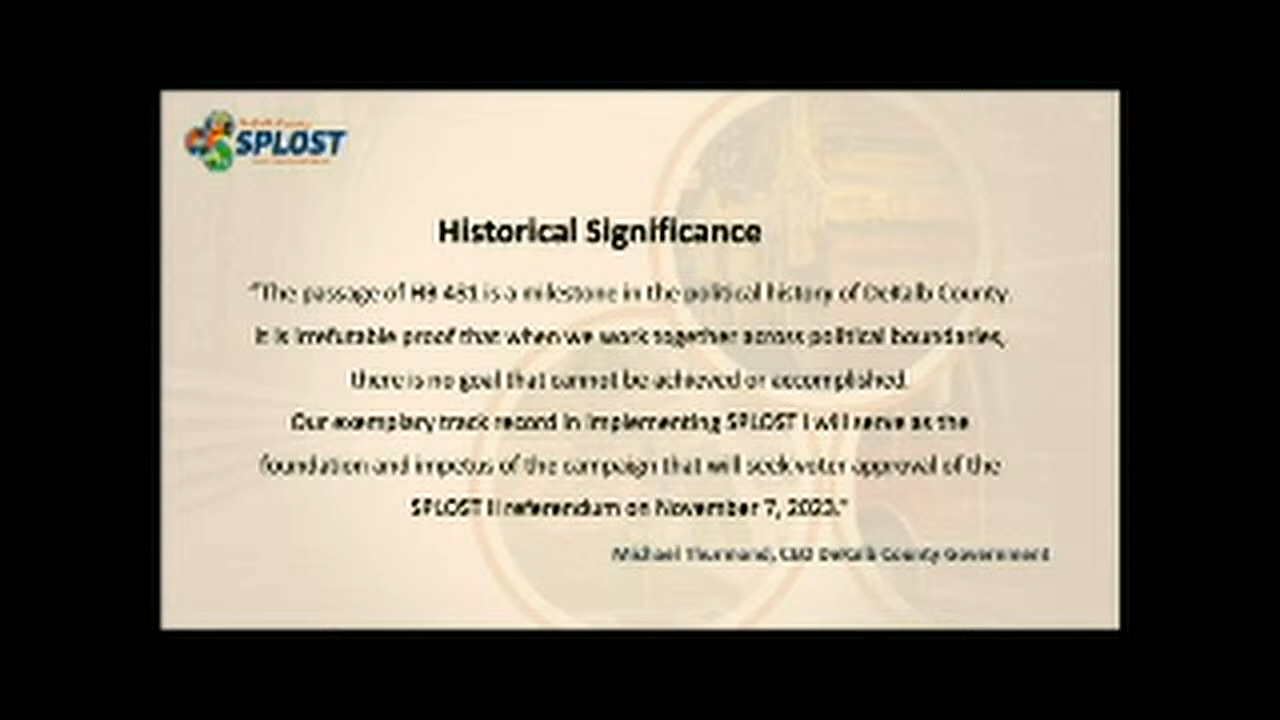 SPLOST
Historical Significance
"The passage of HB 431 is a milestone in the political history of DeKalb County.
It is irrefutable proof that when we work together across political boundaries,
there is no goal that cannot be achieved or accomplished.
Our exemplary track record in implementing SPLOST I will serve as the
foundation and impetus of the campaign that will seek voter approval of the
SPLOST II referendum on November 7, 2023."
Michael Thurmond, CEO DeKalb County Government